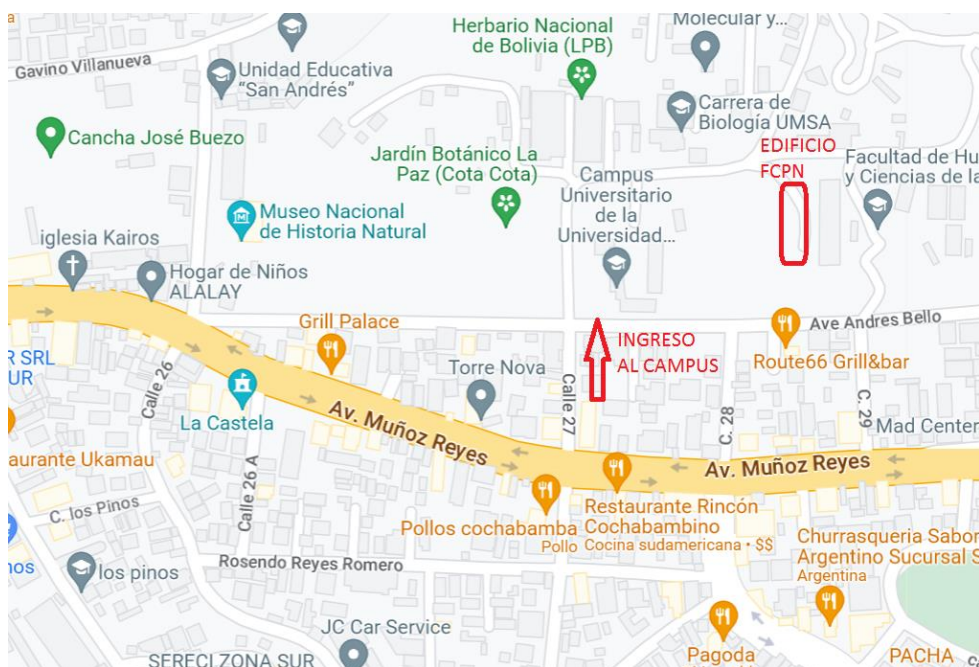 Herbario Nacional
de Bolivia (LPB)
Molecular y...
Gavino Villanueva
Unidad Educativa
"San Andrés"
Carrera de
Biología UMSA
Cancha José Buezo
EDIFICIO
FCPN
Jardín Botánico La
Paz (Cota Cota)
Facultad de Hu
y Ciencias de la
Campus
Universitario
de la
Universidad...
Museo Nacional
de Historia Natural
iglesia Kairos
Hogar de Niños
ALALAY
Grill Palace
Ave Andres Bello
INGRESO
AL CAMPUS
Route66 Grill&bar
R SRL
UR
Calle 26
Torre Nova
Calle 27
C. 28
C. 29
La Castela
Av. Muñoz Reyes
Mad Center
aurante Ukamau
Calle 26 A
Av. Muñoz Reyes
C. los Pinos
Pollos cochabamba
Pollo
Restaurante Rincón
Cochabambino
Cocina sudamericana • $$
Churrasqueria Sabor
Argentino Sucursal S
Argentina
Rosendo Reyes Romero
nos
los pinos
JC Car Service
SERECI ZONA SUR
Pagoda
PACHA